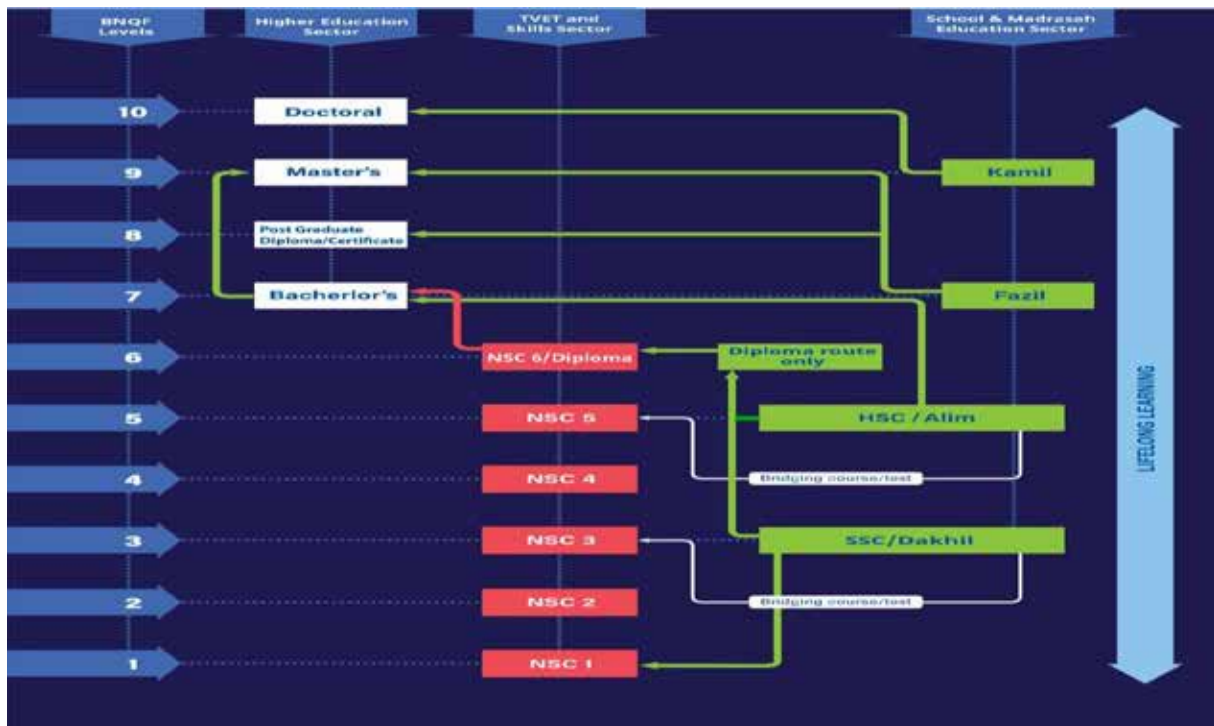 BNQF
Levels
Higher Education
Sector
TVET and
Skills Sector
School & Madrasah
Education Sector
10
Doctoral
9
Master's
Kamil
8
Post Graduate
Diploma/Certificate
7
Bacherlor's
Fazil
6
NSC 6/Diploma
Diploma route
only
5
NSC 5
HSC / Alim
4
NSC 4
Bridging course/test
3
NSC 3
SSC/Dakhil
2
NSC 2
Bridging course/test
1
NSC 1
LIFELONG LEARNING